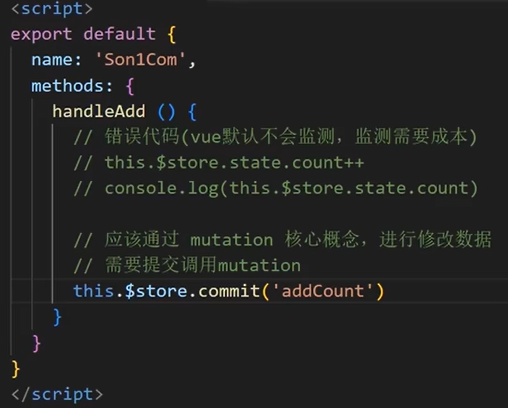 <script>
export default {
  name: 'Son1Com',
  methods: {
    handleAdd () {
      // 错误代码(vue默认不会监测，监测需要成本)
      // this.$store.state.count++
      // console.log(this.$store.state.count)

      // 应该通过 mutation 核心概念，进行修改数据
      // 需要提交调用mutation
      this.$store.commit('addCount')
    }
  }
}
</script>